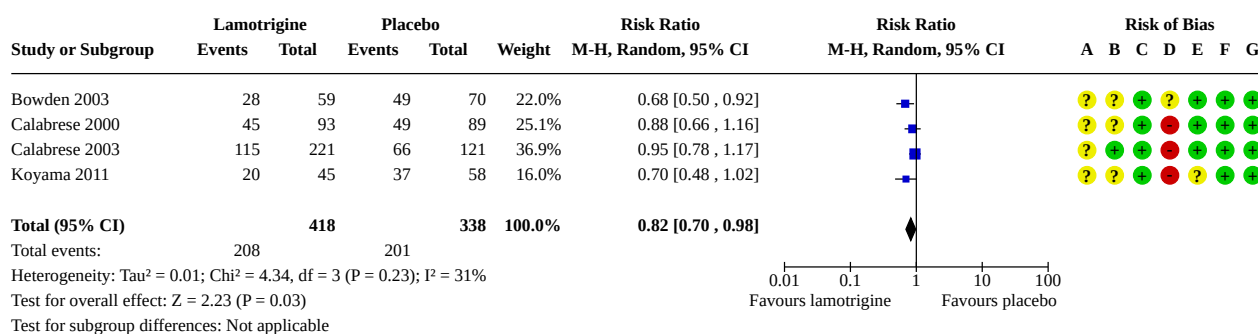 Lamotrigine Placebo Risk Ratio Risk Ratio Risk of Bias
Study or Subgroup Events Total Events Total Weight M-H, Random, 95% CI M-H, Random, 95% CI A B C D E F G
Bowden 2003 28 59 49 70 22.0% 0.68 [0.50 , 0.92] ? ? + ? + + +
Calabrese 2000 45 93 49 89 25.1% 0.88 [0.66 , 1.16] ? ? + - + + +
Calabrese 2003 115 221 66 121 36.9% 0.95 [0.78 , 1.17] ? + + - + + +
Koyama 2011 20 45 37 58 16.0% 0.70 [0.48 , 1.02] ? ? + - ? + +
Total (95% CI) 418 338 100.0% 0.82 [0.70 , 0.98]
Total events: 208 201
Heterogeneity: Tau² = 0.01; Chi² = 4.34, df = 3 (P = 0.23); I² = 31%
0.01 0.1 1 10 100
Test for overall effect: Z = 2.23 (P = 0.03)
Favours lamotrigine Favours placebo
Test for subgroup differences: Not applicable